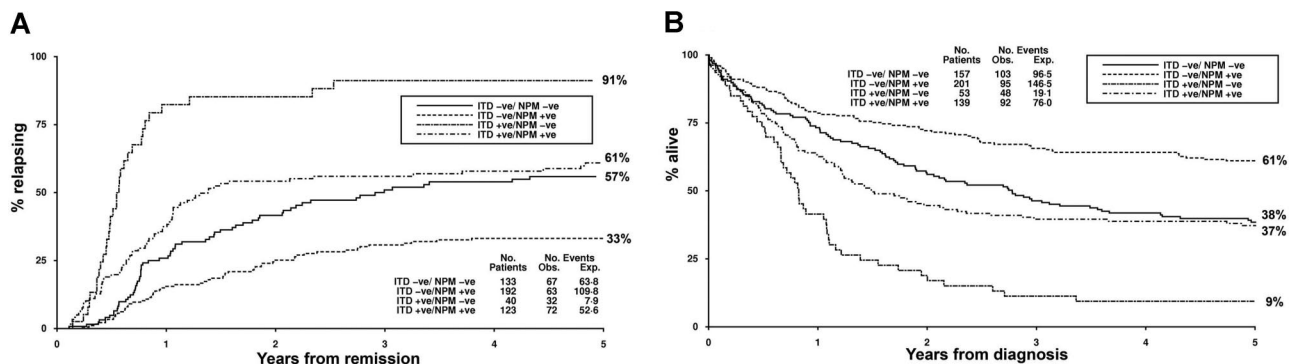 A
100
75
50
25
0
% relapsing
91%
ITD –ve/ NPM –ve
ITD –ve/NPM +ve
ITD +ve/NPM –ve
ITD +ve/NPM +ve
61%
57%
33%
No. No. Events
Patients Obs. Exp.
ITD –ve/ NPM –ve 133 67 63·8
ITD –ve/NPM +ve 192 63 109·8
ITD +ve/NPM –ve 40 32 7·9
ITD +ve/NPM +ve 123 72 52·6
0 1 2 3 4 5
Years from remission
B
100
75
50
25
0
% alive
No. No. Events
Patients Obs. Exp.
ITD –ve/ NPM –ve 157 103 96·5
ITD –ve/NPM +ve 201 95 146·5
ITD +ve/NPM –ve 53 48 19·1
ITD +ve/NPM +ve 139 92 76·0
ITD –ve/ NPM –ve
ITD –ve/NPM +ve
ITD +ve/NPM –ve
ITD +ve/NPM +ve
61%
38%
37%
9%
0 1 2 3 4 5
Years from diagnosis